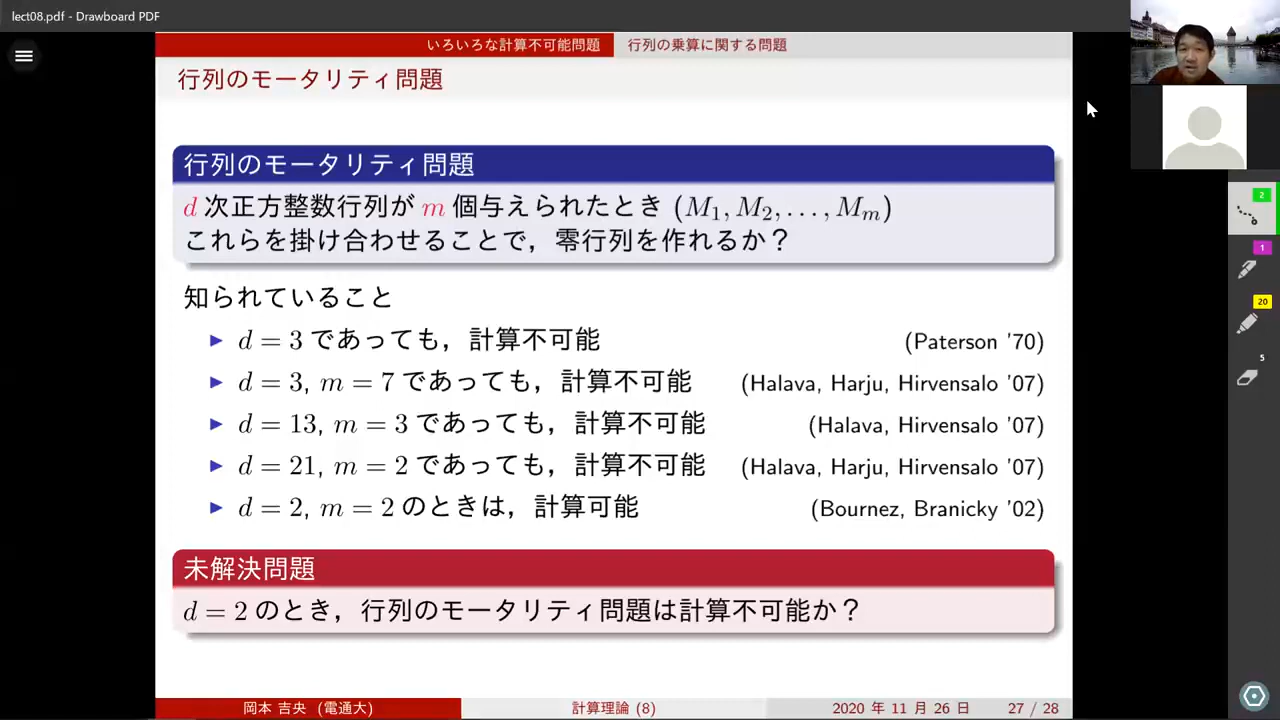 lect08.pdf - Drawboard PDF
いろいろな計算不可能問題 行列の乗算に関する問題
行列のモータリティ問題
行列のモータリティ問題
d 次正方整数行列が m 個与えられたとき (M₁, M₂, . . . , Mₘ)
これらを掛け合わせることで，零行列を作れるか？
知られていること
▶ d = 3 であっても，計算不可能 (Paterson '70)
▶ d = 3, m = 7 であっても，計算不可能 (Halava, Harju, Hirvensalo '07)
▶ d = 13, m = 3 であっても，計算不可能 (Halava, Hirvensalo '07)
▶ d = 21, m = 2 であっても，計算不可能 (Halava, Harju, Hirvensalo '07)
▶ d = 2, m = 2 のときは，計算可能 (Bournez, Branicky '02)
未解決問題
d = 2 のとき，行列のモータリティ問題は計算不可能か？
岡本 吉央 (電通大) 計算理論 (8) 2020 年 11 月 26 日 27 / 28
2
1
20
5